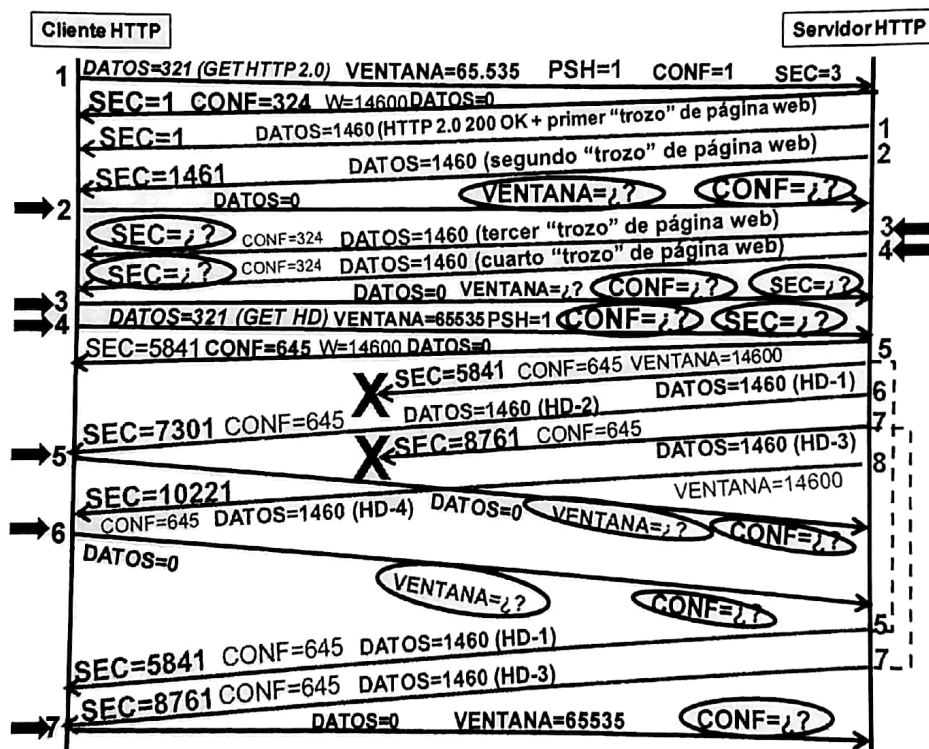 Cliente HTTP
Servidor HTTP
1 DATOS=321 (GET HTTP 2.0) VENTANA=65.535 PSH=1 CONF=1 SEC=3
SEC=1 CONF=324 W=14600 DATOS=0
SEC=1 DATOS=1460 (HTTP 2.0 200 OK + primer “trozo” de página web) 1
SEC=1461 DATOS=1460 (segundo “trozo” de página web) 2
2 DATOS=0 VENTANA=¿? CONF=¿?
SEC=¿? CONF=324 DATOS=1460 (tercer “trozo” de página web) 3
SEC=¿? CONF=324 DATOS=1460 (cuarto “trozo” de página web) 4
3 DATOS=0 VENTANA=¿? CONF=¿? SEC=¿?
4 DATOS=321 (GET HD) VENTANA=65535 PSH=1 CONF=¿? SEC=¿?
SEC=5841 CONF=645 W=14600 DATOS=0 5
X SEC=5841 CONF=645 VENTANA=14600
DATOS=1460 (HD-1) 6
SEC=7301 CONF=645 DATOS=1460 (HD-2) 7
X SEC=8761 CONF=645
5 DATOS=1460 (HD-3) 8
VENTANA=14600
SEC=10221 DATOS=0 VENTANA=¿? CONF=¿?
6 CONF=645 DATOS=1460 (HD-4)
DATOS=0
VENTANA=¿? CONF=¿?
5
SEC=5841 CONF=645 DATOS=1460 (HD-1)
7
SEC=8761 CONF=645 DATOS=1460 (HD-3)
7 DATOS=0 VENTANA=65535 CONF=¿?